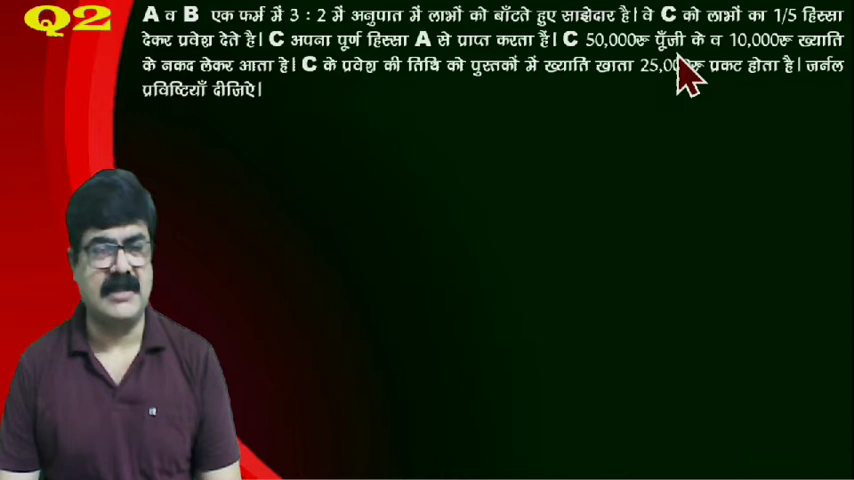 Q2
A व B एक फर्म में 3 : 2 में अनुपात में लाभों को बाँटते हुए साझेदार है। वे C को लाभों का 1/5 हिस्सा
देकर प्रवेश देते है। C अपना पूर्ण हिस्सा A से प्राप्त करता हैं। C 50,000रू पूँजी के व 10,000रू ख्याति
के नकद लेकर आता हे। C के प्रवेश की तिथि को पुस्तकों में ख्याति खाता 25,000रू प्रकट होता है। जर्नल
प्रविष्टियाँ दीजिऐ।